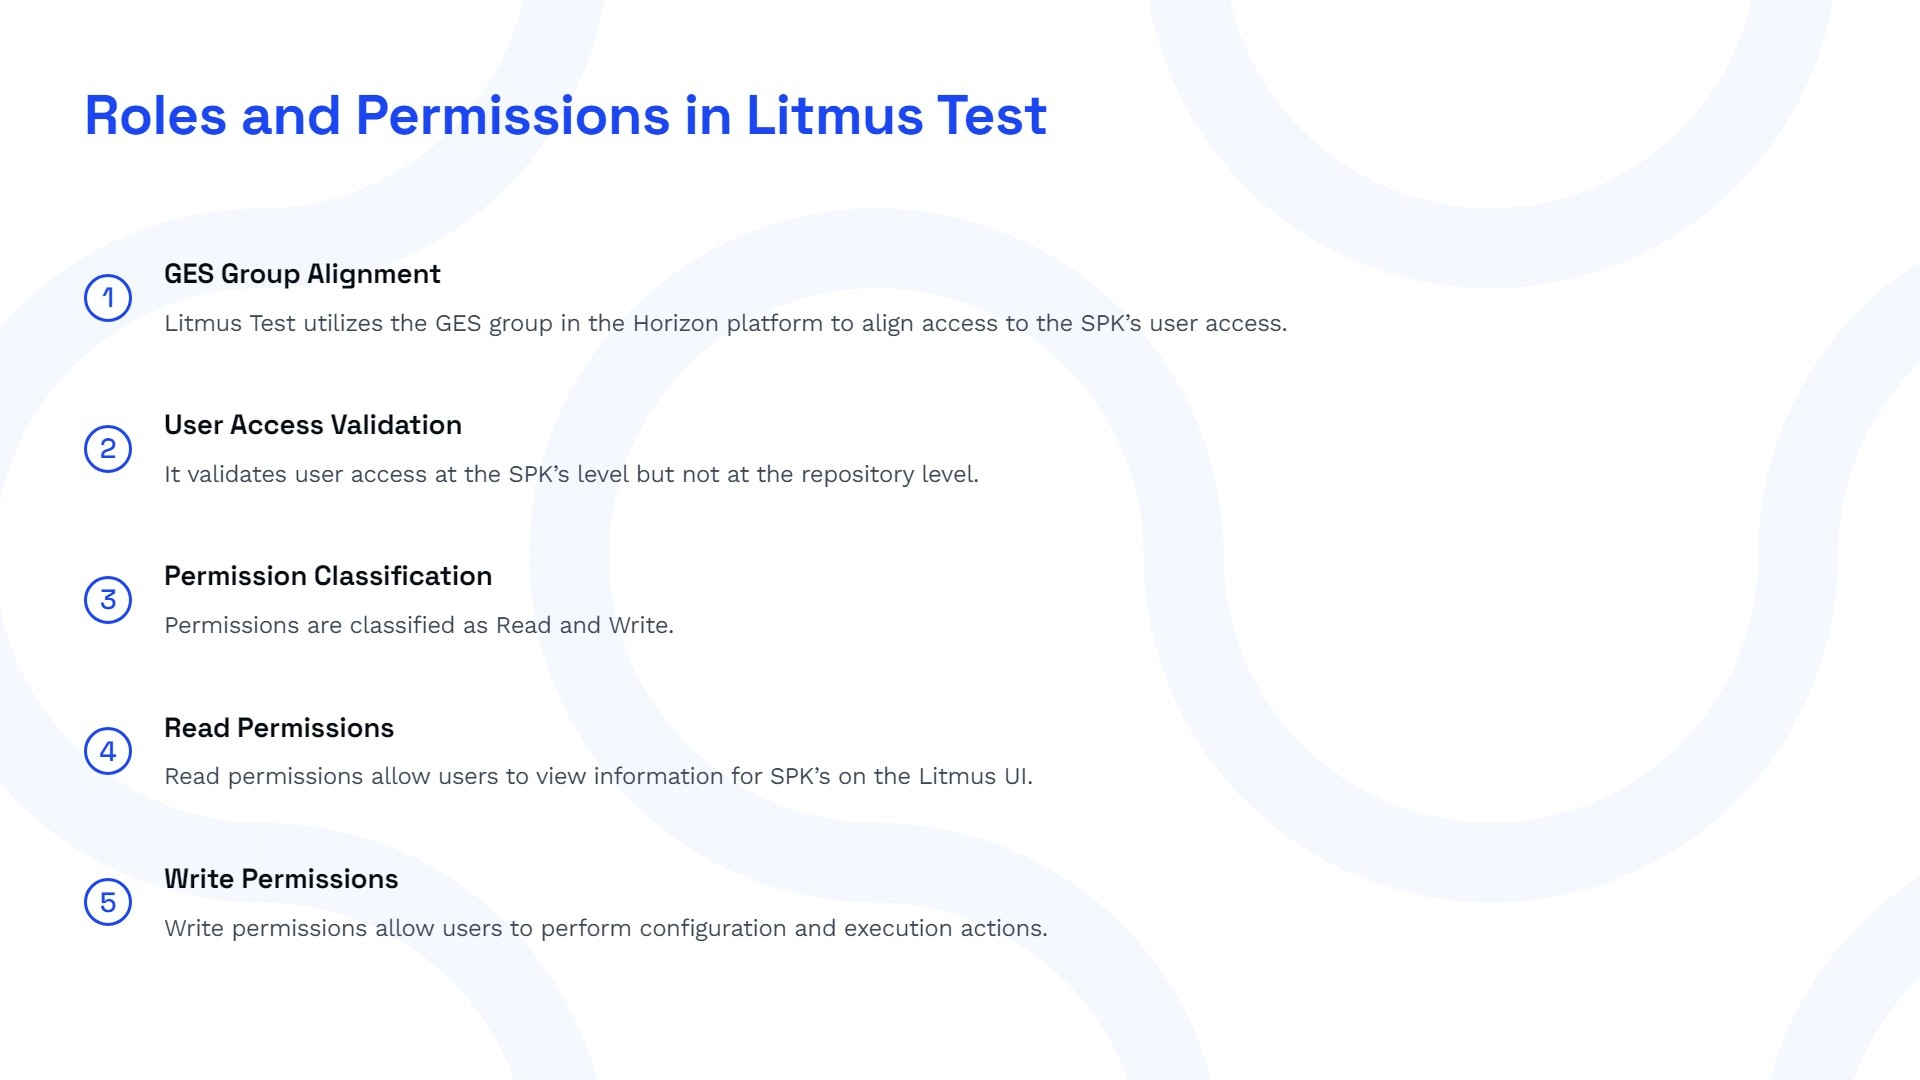 Roles and Permissions in Litmus Test
1
GES Group Alignment
Litmus Test utilizes the GES group in the Horizon platform to align access to the SPK’s user access.
2
User Access Validation
It validates user access at the SPK’s level but not at the repository level.
3
Permission Classification
Permissions are classified as Read and Write.
4
Read Permissions
Read permissions allow users to view information for SPK’s on the Litmus UI.
5
Write Permissions
Write permissions allow users to perform configuration and execution actions.